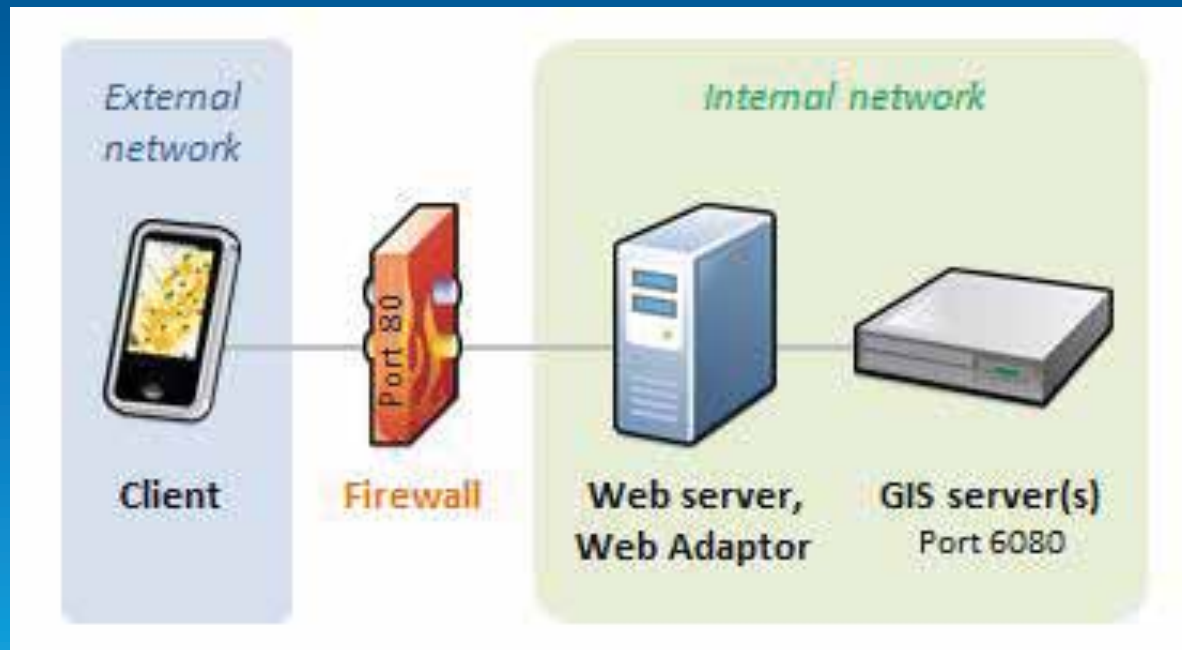 External
network
Internal network
Port 80
Client
Firewall
Web server,
Web Adaptor
GIS server(s)
Port 6080